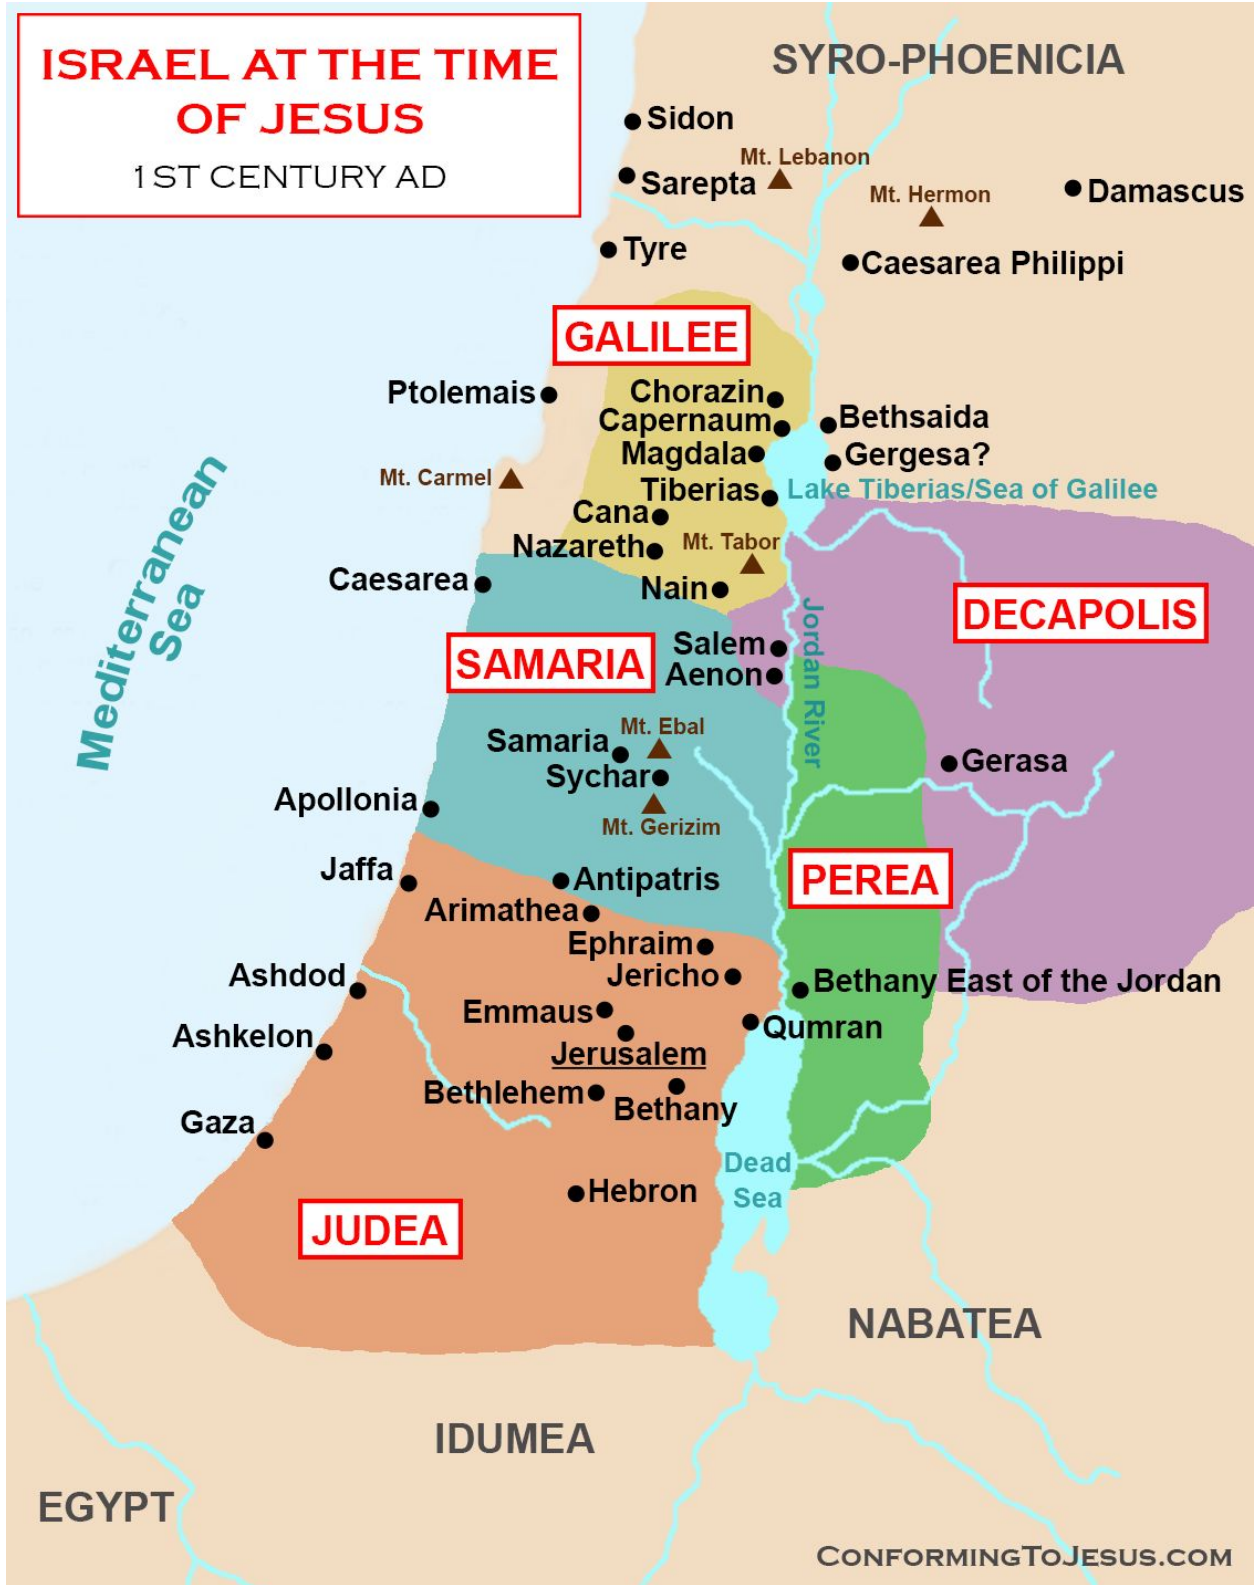 ISRAEL AT THE TIME
OF JESUS
1ST CENTURY AD
SYRO-PHOENICIA
Sidon
Mt. Lebanon
Sarepta
Mt. Hermon
Damascus
Tyre
Caesarea Philippi
GALILEE
Ptolemais
Chorazin
Capernaum
Bethsaida
Magdala
Gergesa?
Mt. Carmel
Tiberias
Lake Tiberias/Sea of Galilee
Cana
Nazareth
Mt. Tabor
Mediterranean
Sea
Caesarea
Nain
DECAPOLIS
Jordan River
SAMARIA
Salem
Aenon
Mt. Ebal
Samaria
Sychar
Gerasa
Apollonia
Mt. Gerizim
Jaffa
Antipatris
PEREA
Arimathea
Ephraim
Jericho
Ashdod
Bethany East of the Jordan
Emmaus
Qumran
Ashkelon
Jerusalem
Bethlehem
Bethany
Gaza
Dead
Sea
Hebron
JUDEA
NABATEA
IDUMEA
EGYPT
CONFORMINGTOJESUS.COM